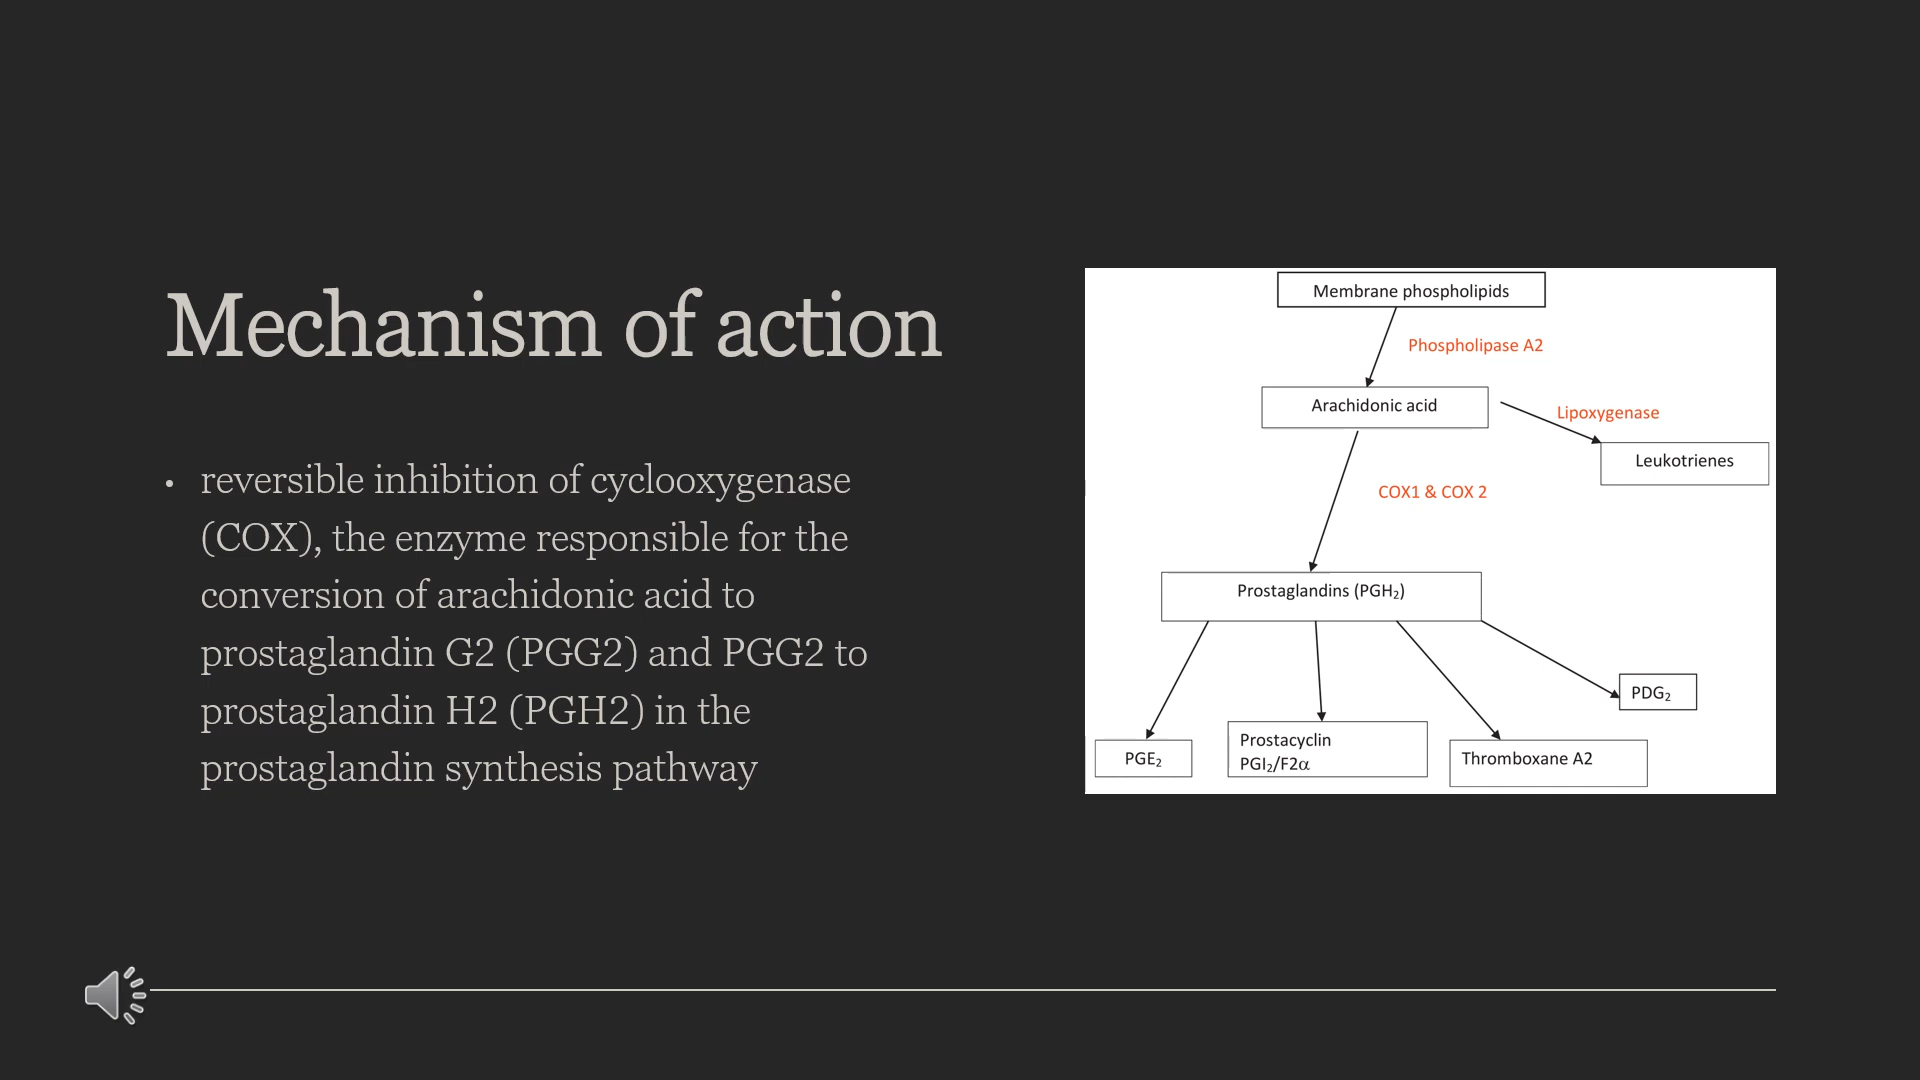 Mechanism of action
• reversible inhibition of cyclooxygenase
(COX), the enzyme responsible for the
conversion of arachidonic acid to
prostaglandin G2 (PGG2) and PGG2 to
prostaglandin H2 (PGH2) in the
prostaglandin synthesis pathway
Membrane phospholipids
Phospholipase A2
Arachidonic acid
Lipoxygenase
Leukotrienes
COX1 & COX 2
Prostaglandins (PGH₂)
PDG₂
PGE₂
Prostacyclin
PGI₂/F2α
Thromboxane A2